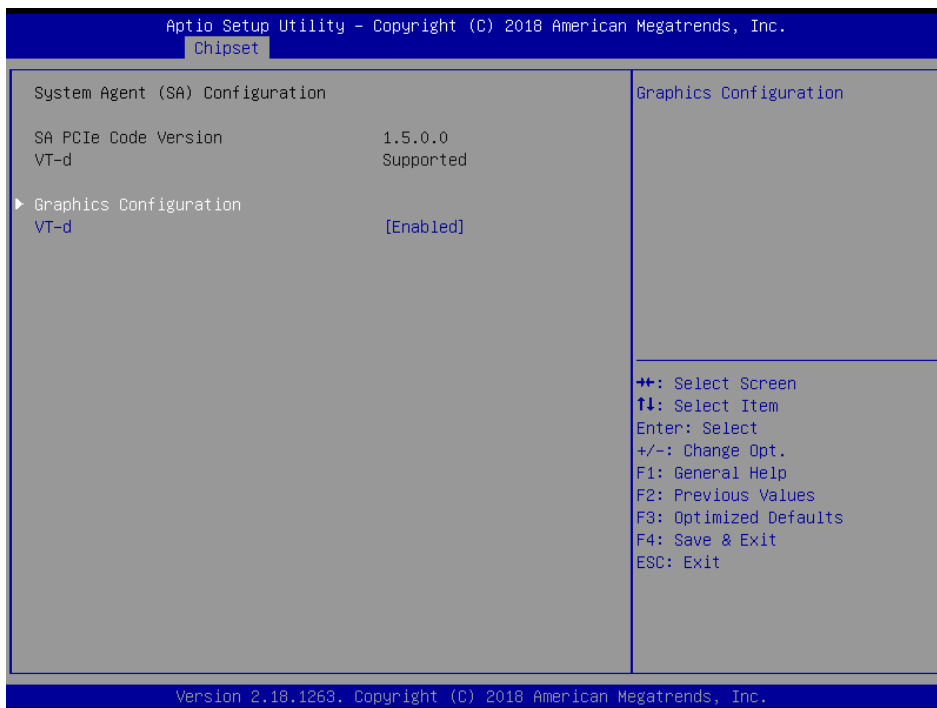 Aptio Setup Utility – Copyright (C) 2018 American Megatrends, Inc.
Chipset
System Agent (SA) Configuration
SA PCIe Code Version 1.5.0.0
VT-d Supported
Graphics Configuration
VT-d [Enabled]
Graphics Configuration
→←: Select Screen
↑↓: Select Item
Enter: Select
+/-: Change Opt.
F1: General Help
F2: Previous Values
F3: Optimized Defaults
F4: Save & Exit
ESC: Exit
Version 2.18.1263. Copyright (C) 2018 American Megatrends, Inc.